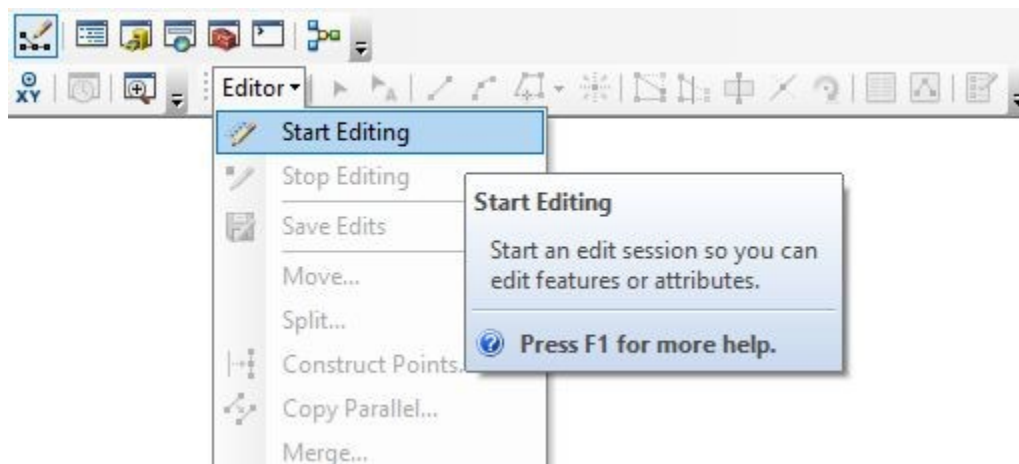 XY
Editor
A
Start Editing
Stop Editing
Save Edits
Move...
Split...
Construct Points.
Copy Parallel...
Merge...
Start Editing
Start an edit session so you can
edit features or attributes.
Press F1 for more help.